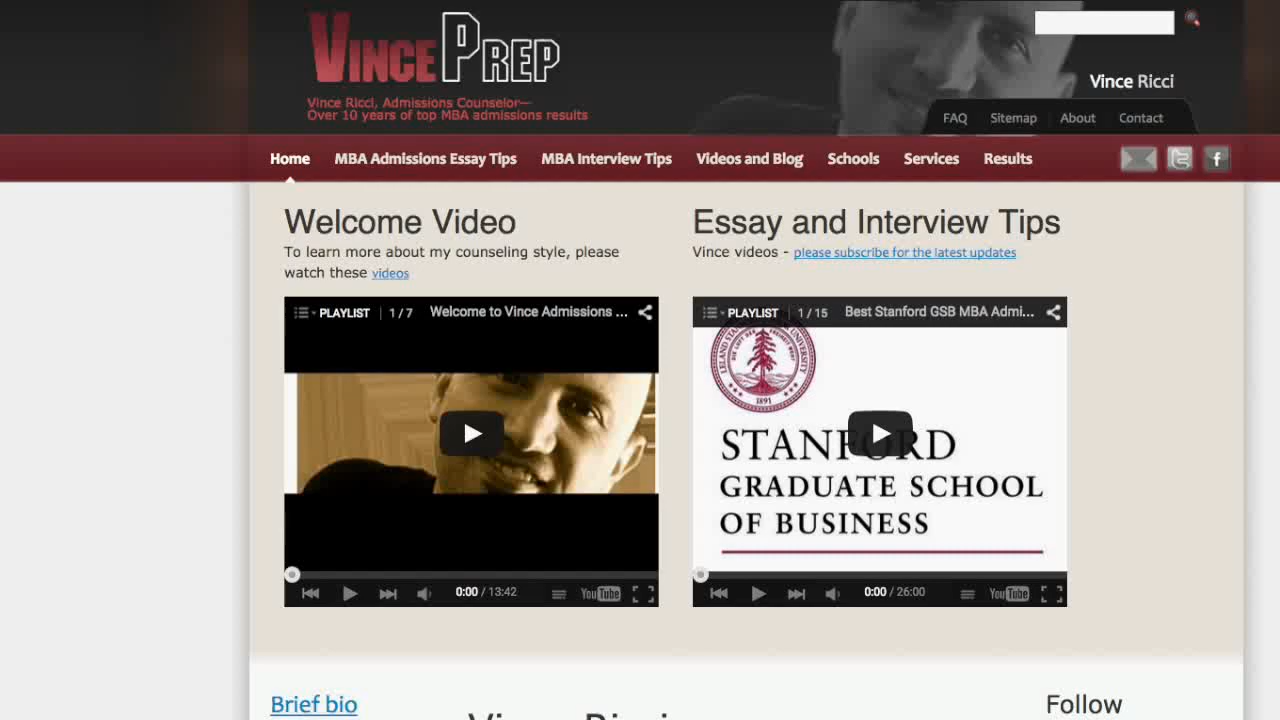 VINCEPREP
Vince Ricci, Admissions Counselor—
Over 10 years of top MBA admissions results
Vince Ricci
FAQ Sitemap About Contact
Home MBA Admissions Essay Tips MBA Interview Tips Videos and Blog Schools Services Results
Welcome Video
To learn more about my counseling style, please
watch these videos
Essay and Interview Tips
Vince videos - please subscribe for the latest updates
PLAYLIST 1 / 7 Welcome to Vince Admissions ...
0:00 / 13:42 YouTube
PLAYLIST 1 / 15 Best Stanford GSB MBA Admi...
1891
STANFORD
GRADUATE SCHOOL
OF BUSINESS
0:00 / 26:00 YouTube
Brief bio
Follow